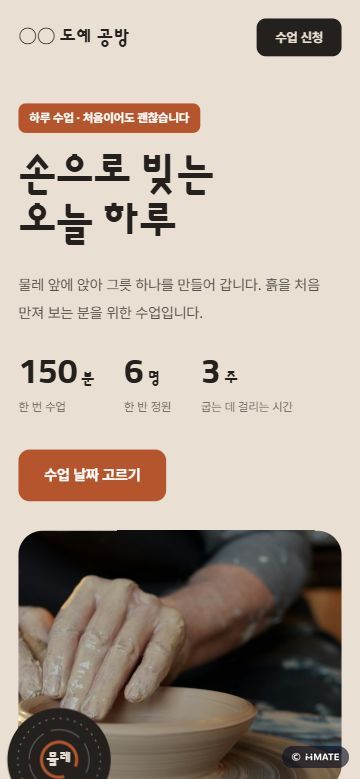 ○○ 도예 공방
수업 신청
하루 수업 · 처음이어도 괜찮습니다
손으로 빚는
오늘 하루
물레 앞에 앉아 그릇 하나를 만들어 갑니다. 흙을 처음
만져 보는 분을 위한 수업입니다.
150 분 6 명 3 주
한 번 수업 한 반 정원 굽는 데 걸리는 시간
수업 날짜 고르기
물레
© HMATE